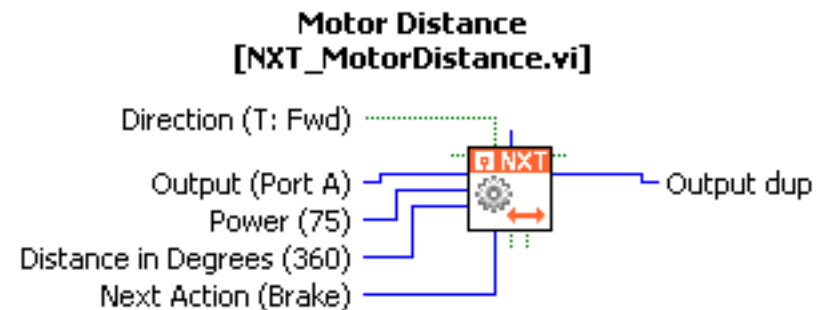 Motor Distance
[NXT_MotorDistance.vi]
Direction (T: Fwd)
NXT
Output (Port A)
Output dup
Power (75)
Distance in Degrees (360)
Next Action (Brake)